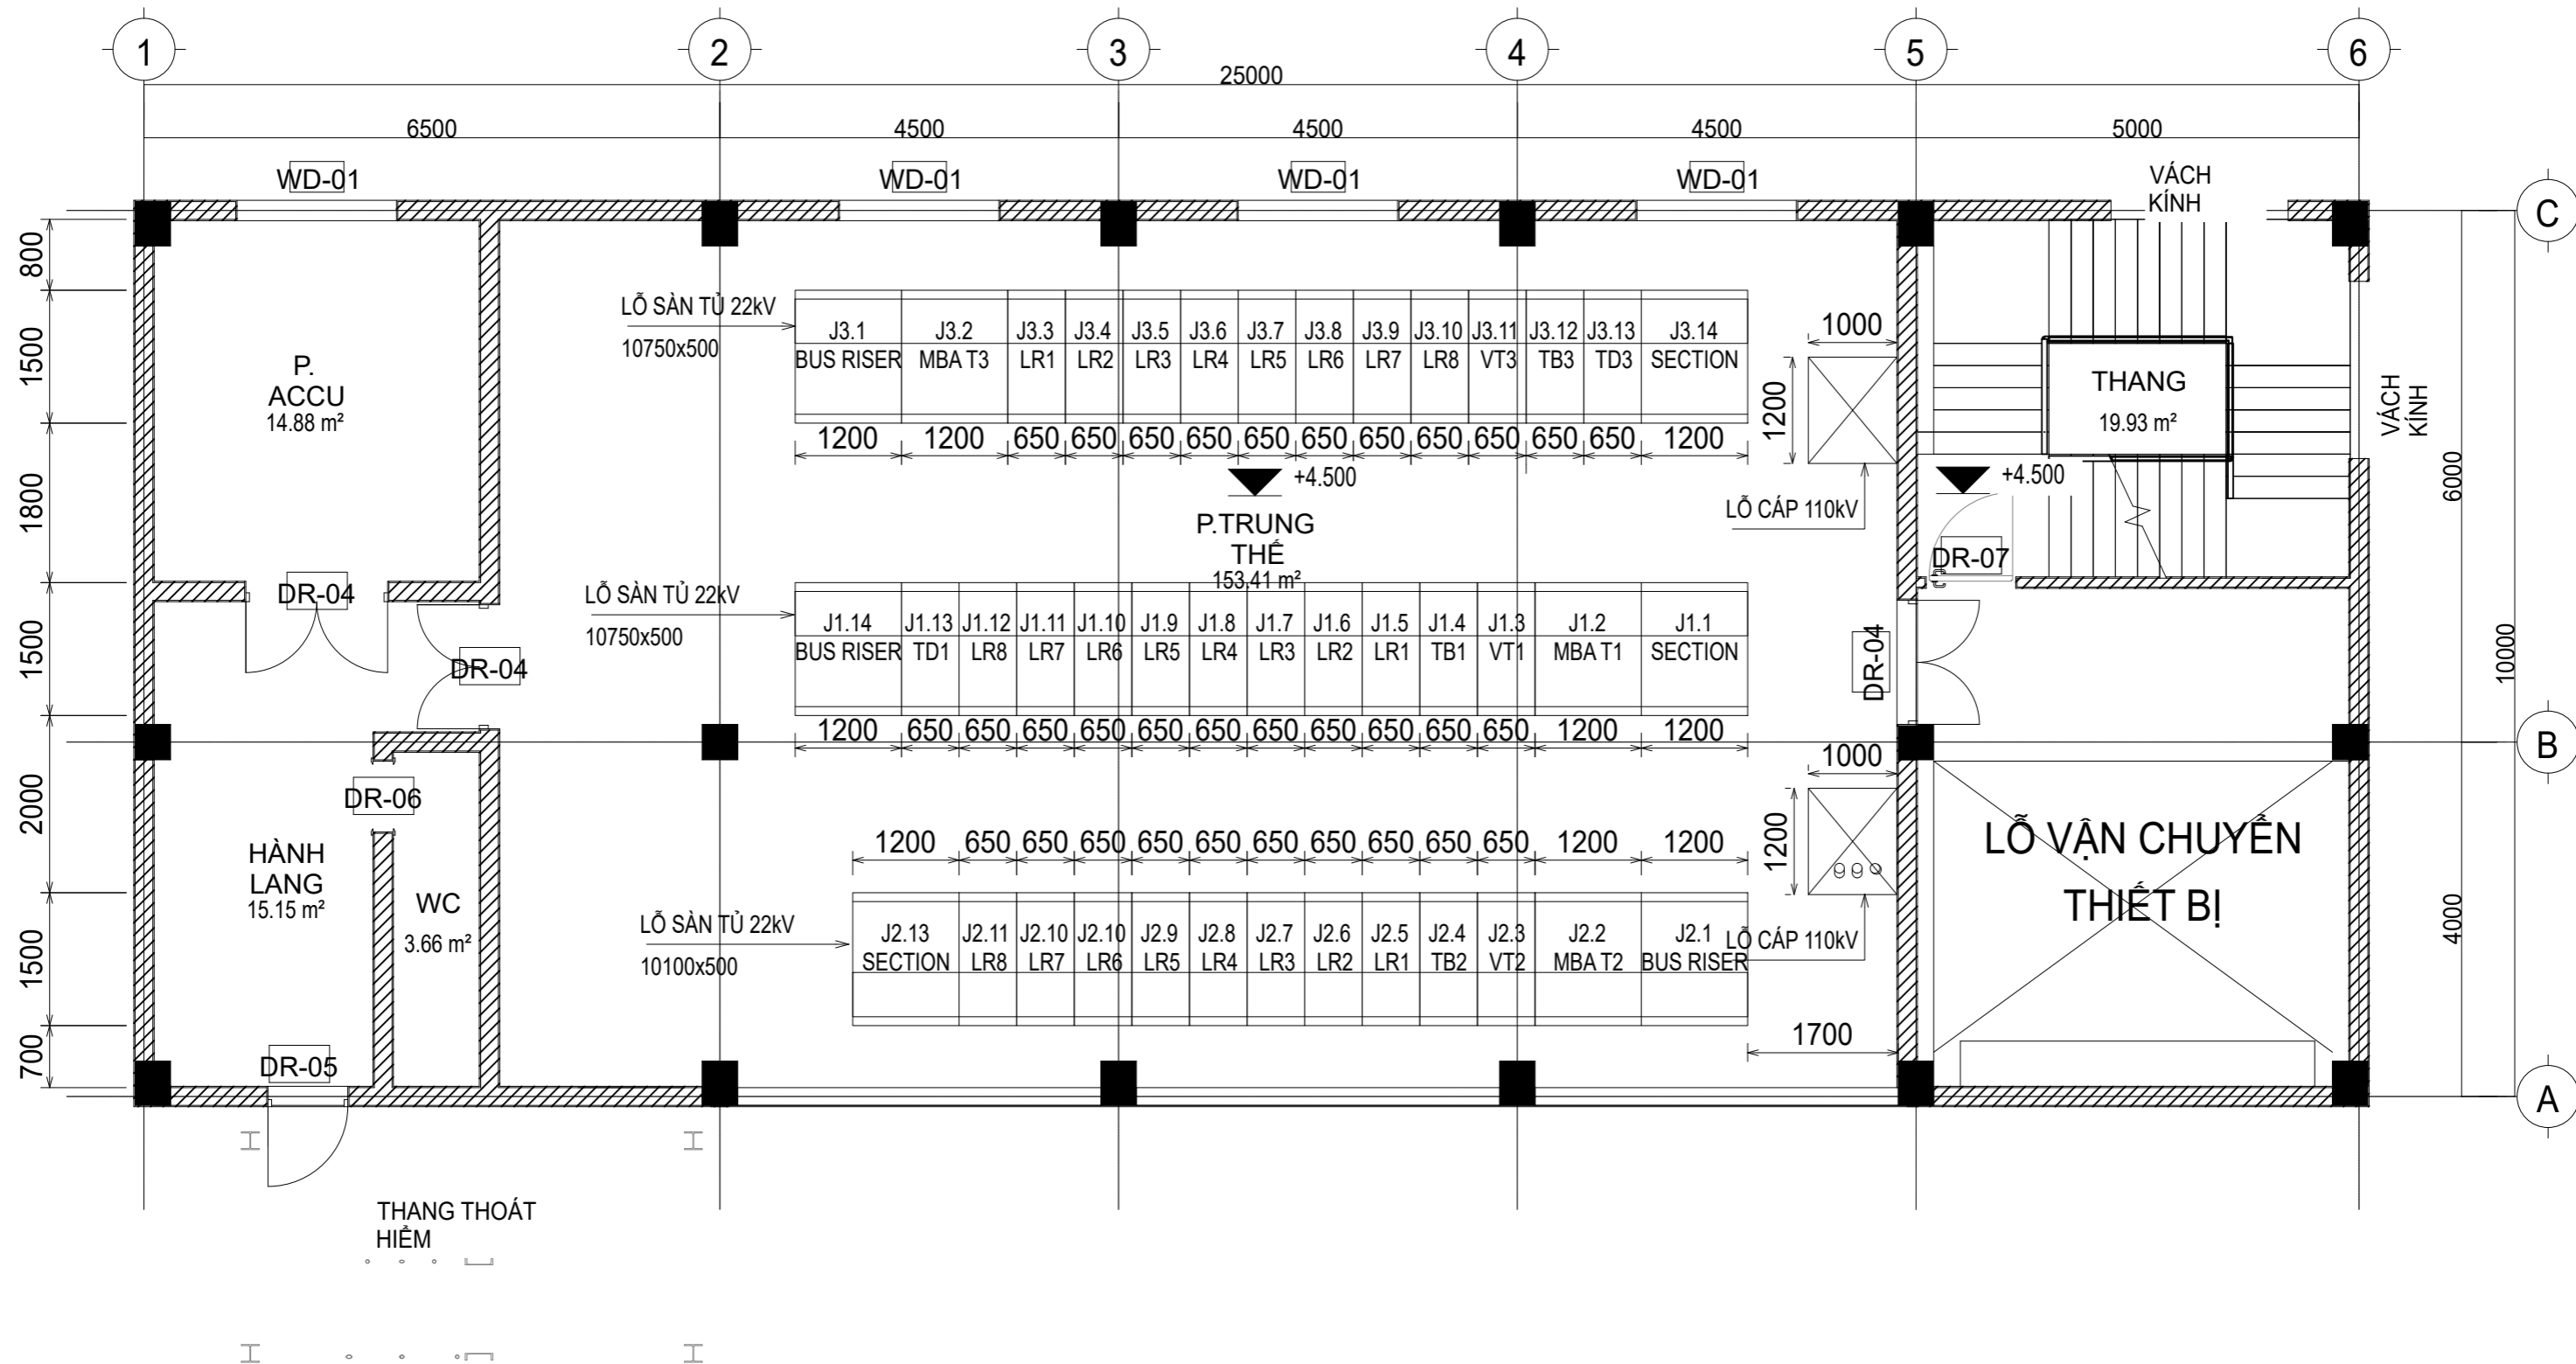 1 2 3 4 5 6
25000
6500 4500 4500 4500 5000
WD-01 WD-01 WD-01 WD-01
VÁCH
KÍNH
C
800
1500
1800
1500
2000
1500
700
P.
ACCU
14.88 m²
LỖ SÀN TỦ 22kV
10750x500
J3.1 J3.2 J3.3 J3.4 J3.5 J3.6 J3.7 J3.8 J3.9 J3.10 J3.11 J3.12 J3.13 J3.14
BUS RISER MBA T3 LR1 LR2 LR3 LR4 LR5 LR6 LR7 LR8 VT3 TB3 TD3 SECTION
1200 1200 650 650 650 650 650 650 650 650 650 650 650 1200
1000
1200
LỖ CÁP 110kV
THANG
19.93 m²
VÁCH
KÍNH
+4.500
+4.500
P.TRUNG
THẾ
153.41 m²
DR-07
6000
10000
DR-04
DR-04
DR-04
LỖ SÀN TỦ 22kV
10750x500
J1.14 J1.13 J1.12 J1.11 J1.10 J1.9 J1.8 J1.7 J1.6 J1.5 J1.4 J1.3 J1.2 J1.1
BUS RISER TD1 LR8 LR7 LR6 LR5 LR4 LR3 LR2 LR1 TB1 VT1 MBA T1 SECTION
1200 650 650 650 650 650 650 650 650 650 650 650 1200 1200
B
DR-06
HÀNH
LANG
15.15 m²
WC
3.66 m²
1000
1200
1200 650 650 650 650 650 650 650 650 650 650 1200 1200
LỖ SÀN TỦ 22kV
10100x500
J2.13 J2.11 J2.10 J2.10 J2.9 J2.8 J2.7 J2.6 J2.5 J2.4 J2.3 J2.2 J2.1
SECTION LR8 LR7 LR6 LR5 LR4 LR3 LR2 LR1 TB2 VT2 MBA T2 BUS RISER
LỖ CÁP 110kV
LỖ VẬN CHUYỂN
THIẾT BỊ
4000
1700
DR-05
A
THANG THOÁT
HIỂM